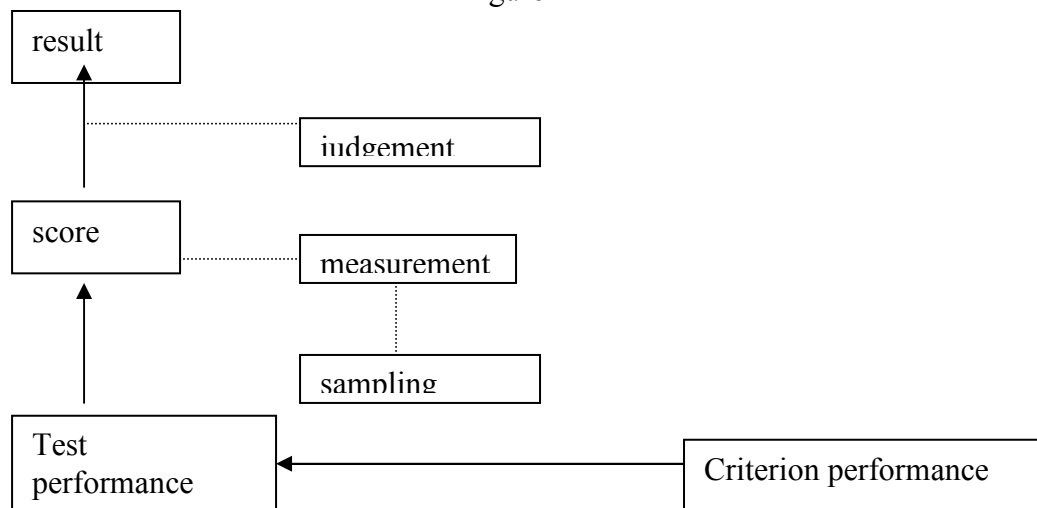 result
judgement
score
measurement
sampling
Test
performance
Criterion performance